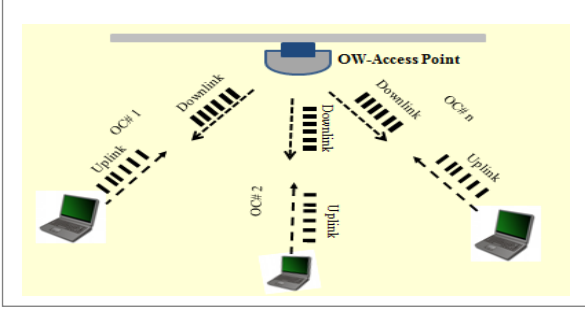 OW-Access Point
Downlink
OC# 1
Uplink
Downlink
OC# 2
Uplink
Downlink
OC# n
Uplink